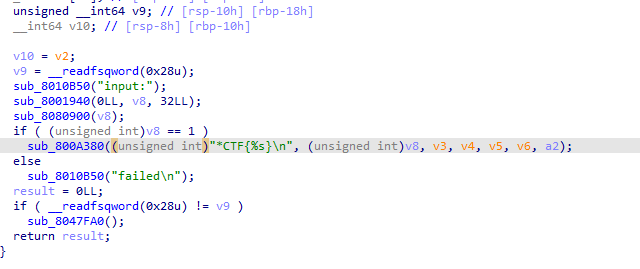 unsigned __int64 v9; // [rsp-10h] [rbp-18h]
__int64 v10; // [rsp-8h] [rbp-10h]
v10 = v2;
v9 = __readfsqword(0x28u);
sub_8010B50("input:");
sub_8001940(0LL, v8, 32LL);
sub_8080900(v8);
if ( (unsigned int)v8 == 1 )
sub_800A380((unsigned int)"*CTF{%s}\n", (unsigned int)v8, v3, v4, v5, v6, a2);
else
sub_8010B50("failed\n");
result = 0LL;
if ( __readfsqword(0x28u) != v9 )
sub_8047FA0();
return result;
}